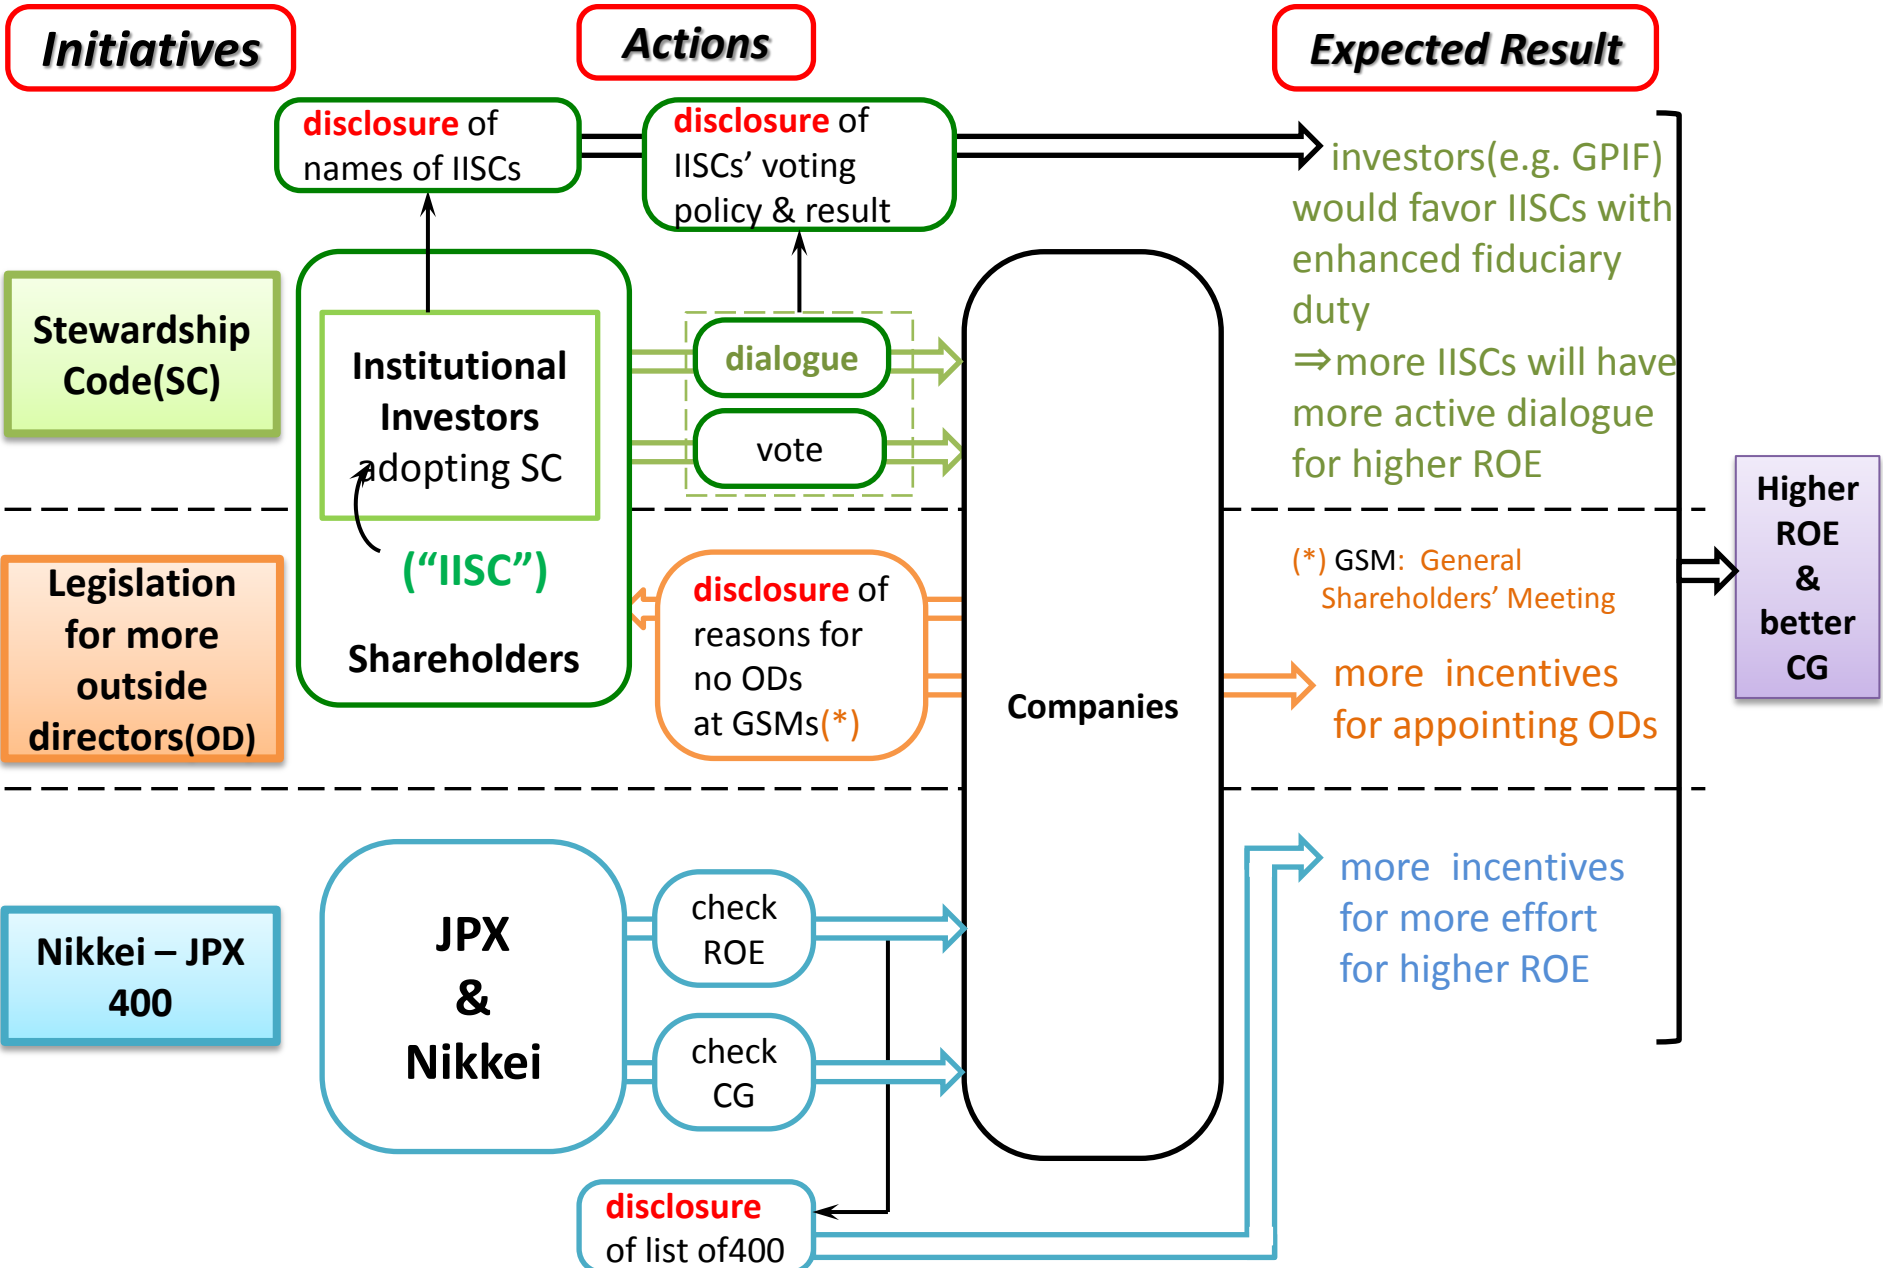 Initiatives
Actions
Expected Result
disclosure of
names of IISCs
disclosure of
IISCs’ voting
policy & result
investors(e.g. GPIF)
would favor IISCs with
enhanced fiduciary
duty
⇒more IISCs will have
more active dialogue
for higher ROE
Stewardship
Code(SC)
Institutional
Investors
adopting SC
dialogue
vote
(“IISC”)
Shareholders
Legislation
for more
outside
directors(OD)
disclosure of
reasons for
no ODs
at GSMs(*)
Companies
(*) GSM: General
Shareholders’ Meeting
more incentives
for appointing ODs
Higher
ROE
&
better
CG
Nikkei – JPX
400
JPX
&
Nikkei
check
ROE
check
CG
more incentives
for more effort
for higher ROE
disclosure
of list of400